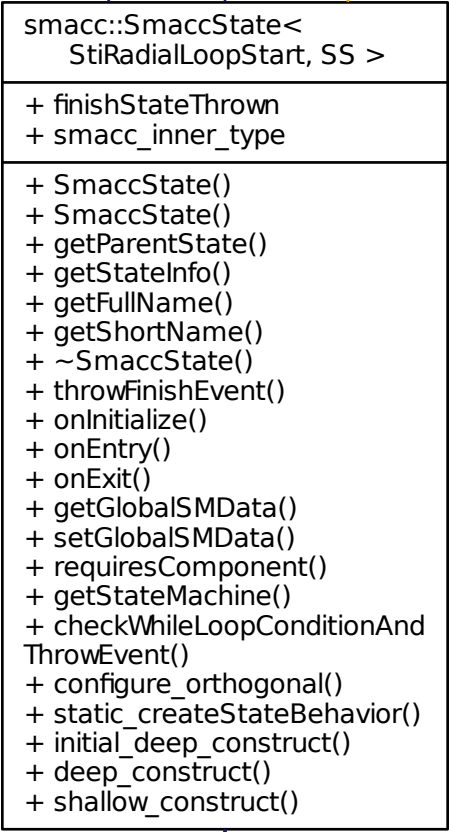 smacc::SmaccState<
StiRadialLoopStart, SS >
+ finishStateThrown
+ smacc_inner_type
+ SmaccState()
+ SmaccState()
+ getParentState()
+ getStateInfo()
+ getFullName()
+ getShortName()
+ ~SmaccState()
+ throwFinishEvent()
+ onInitialize()
+ onEntry()
+ onExit()
+ getGlobalSMData()
+ setGlobalSMData()
+ requiresComponent()
+ getStateMachine()
+ checkWhileLoopConditionAnd
ThrowEvent()
+ configure_orthogonal()
+ static_createStateBehavior()
+ initial_deep_construct()
+ deep_construct()
+ shallow_construct()